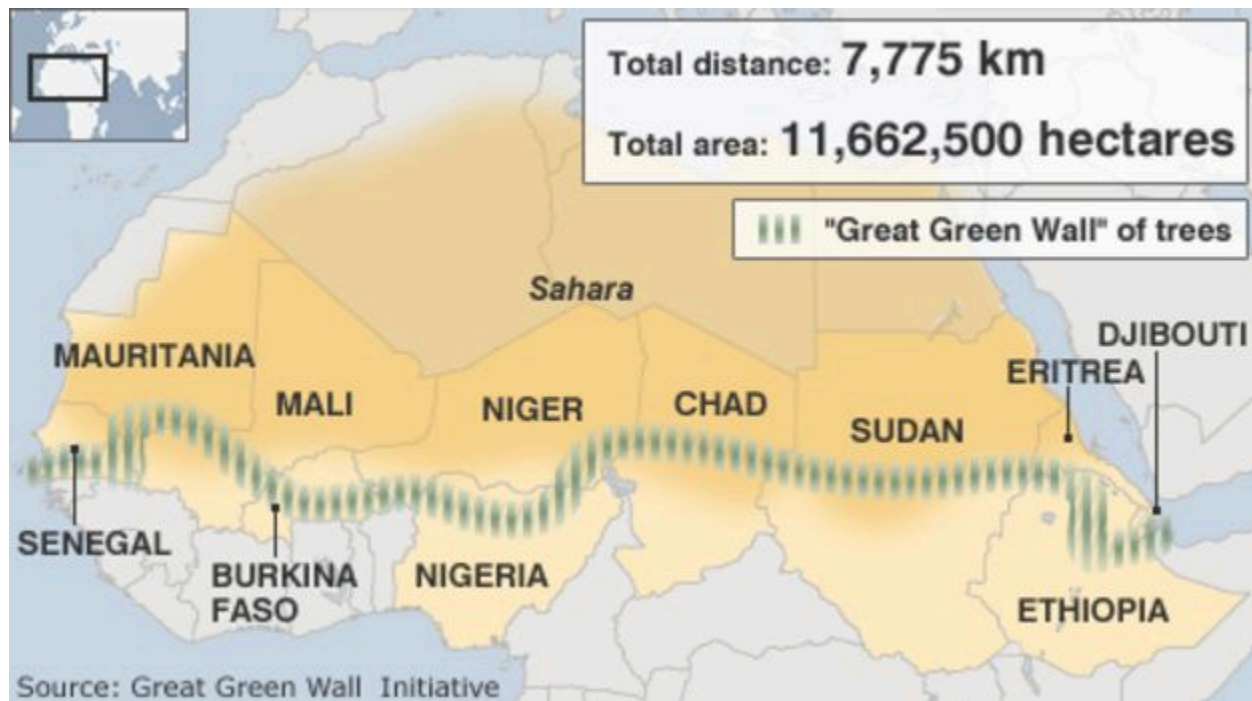 Total distance: 7,775 km
Total area: 11,662,500 hectares
"Great Green Wall" of trees
Sahara
DJIBOUTI
ERITREA
MAURITANIA
MALI
NIGER
CHAD
SUDAN
SENEGAL
BURKINA
FASO
NIGERIA
ETHIOPIA
Source: Great Green Wall Initiative